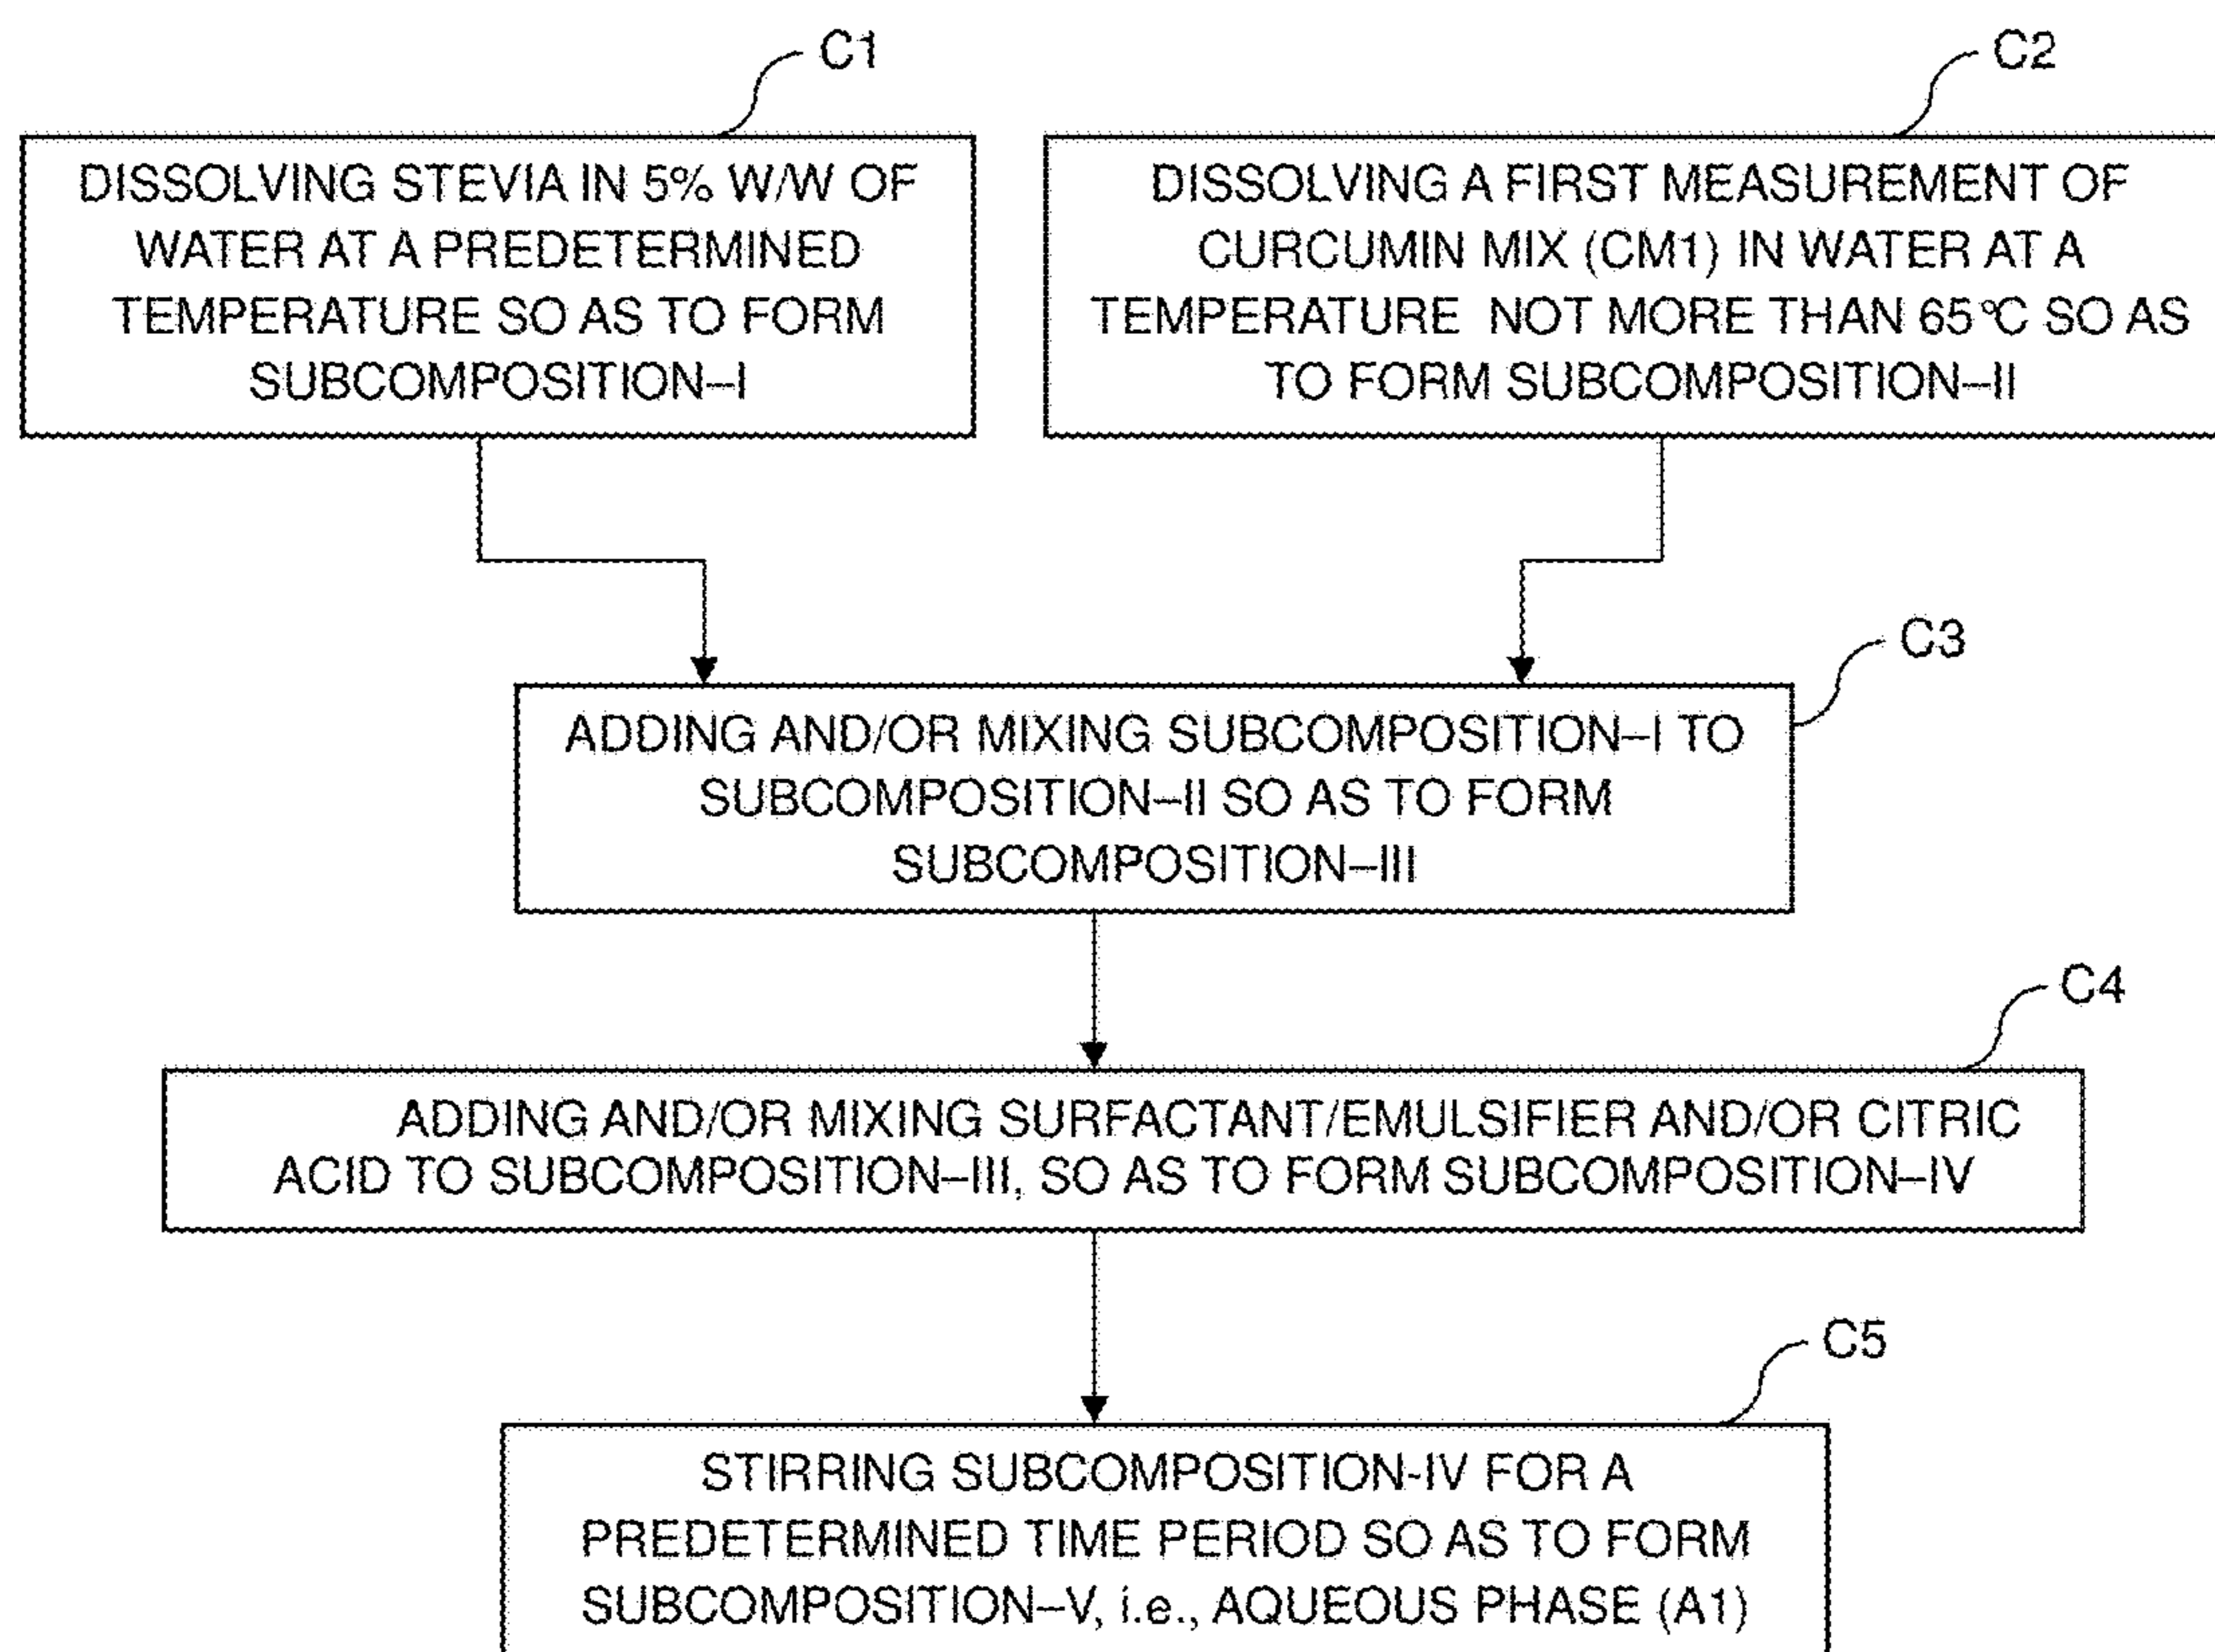 C1
DISSOLVING STEVIA IN 5% W/W OF
WATER AT A PREDETERMINED
TEMPERATURE SO AS TO FORM
SUBCOMPOSITION–I
C2
DISSOLVING A FIRST MEASUREMENT OF
CURCUMIN MIX (CM1) IN WATER AT A
TEMPERATURE NOT MORE THAN 65°C SO AS
TO FORM SUBCOMPOSITION–II
C3
ADDING AND/OR MIXING SUBCOMPOSITION–I TO
SUBCOMPOSITION–II SO AS TO FORM
SUBCOMPOSITION–III
C4
ADDING AND/OR MIXING SURFACTANT/EMULSIFIER AND/OR CITRIC
ACID TO SUBCOMPOSITION–III, SO AS TO FORM SUBCOMPOSITION–IV
C5
STIRRING SUBCOMPOSITION-IV FOR A
PREDETERMINED TIME PERIOD SO AS TO FORM
SUBCOMPOSITION–V, i.e., AQUEOUS PHASE (A1)